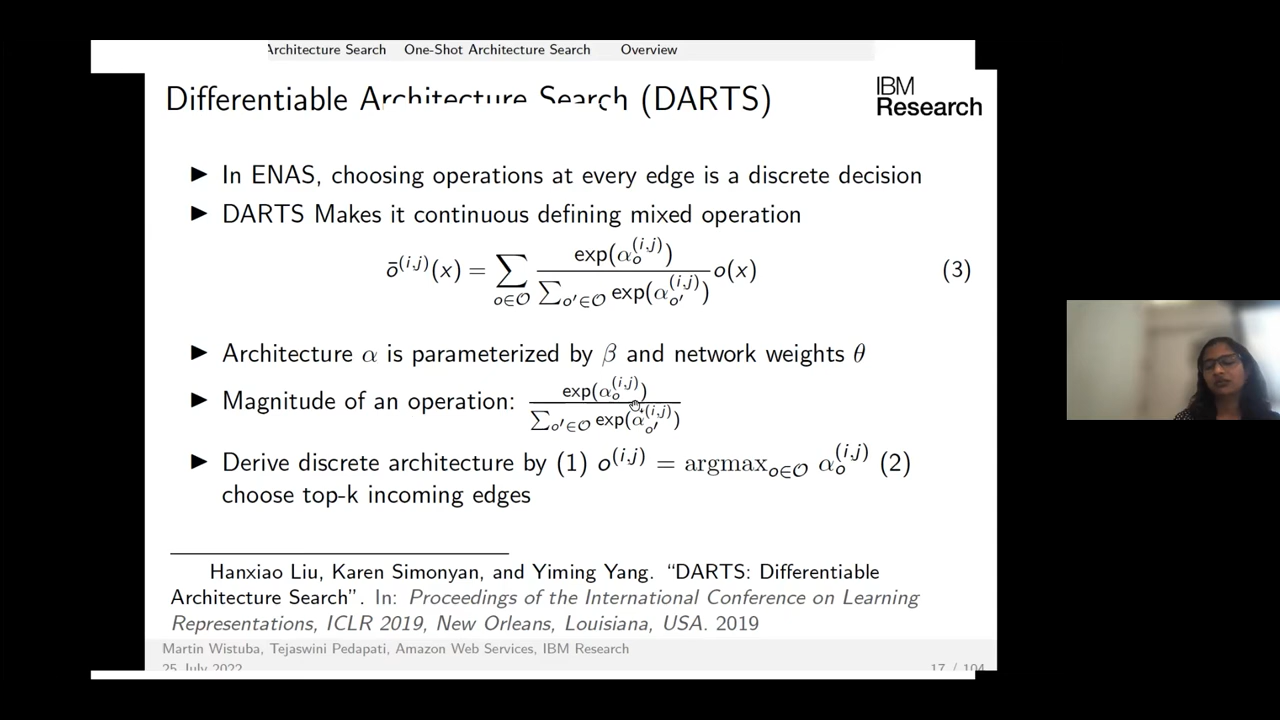 Architecture Search One-Shot Architecture Search Overview
Differentiable Architecture Search (DARTS)
IBM
Research
▶ In ENAS, choosing operations at every edge is a discrete decision
▶ DARTS Makes it continuous defining mixed operation
ō^(i,j)(x) = ∑_{o∈𝒪} exp(α_o^(i,j)) / ∑_{o′∈𝒪} exp(α_{o′}^(i,j)) o(x) (3)
▶ Architecture α is parameterized by β and network weights θ
▶ Magnitude of an operation: exp(α_o^(i,j)) / ∑_{o′∈𝒪} exp(α_{o′}^(i,j))
▶ Derive discrete architecture by (1) o^(i,j) = argmax_{o∈𝒪} α_o^(i,j) (2)
choose top-k incoming edges
Hanxiao Liu, Karen Simonyan, and Yiming Yang. “DARTS: Differentiable
Architecture Search”. In: Proceedings of the International Conference on Learning
Representations, ICLR 2019, New Orleans, Louisiana, USA. 2019
Martin Wistuba, Tejaswini Pedapati, Amazon Web Services, IBM Research
25 July 2022 17 / 104